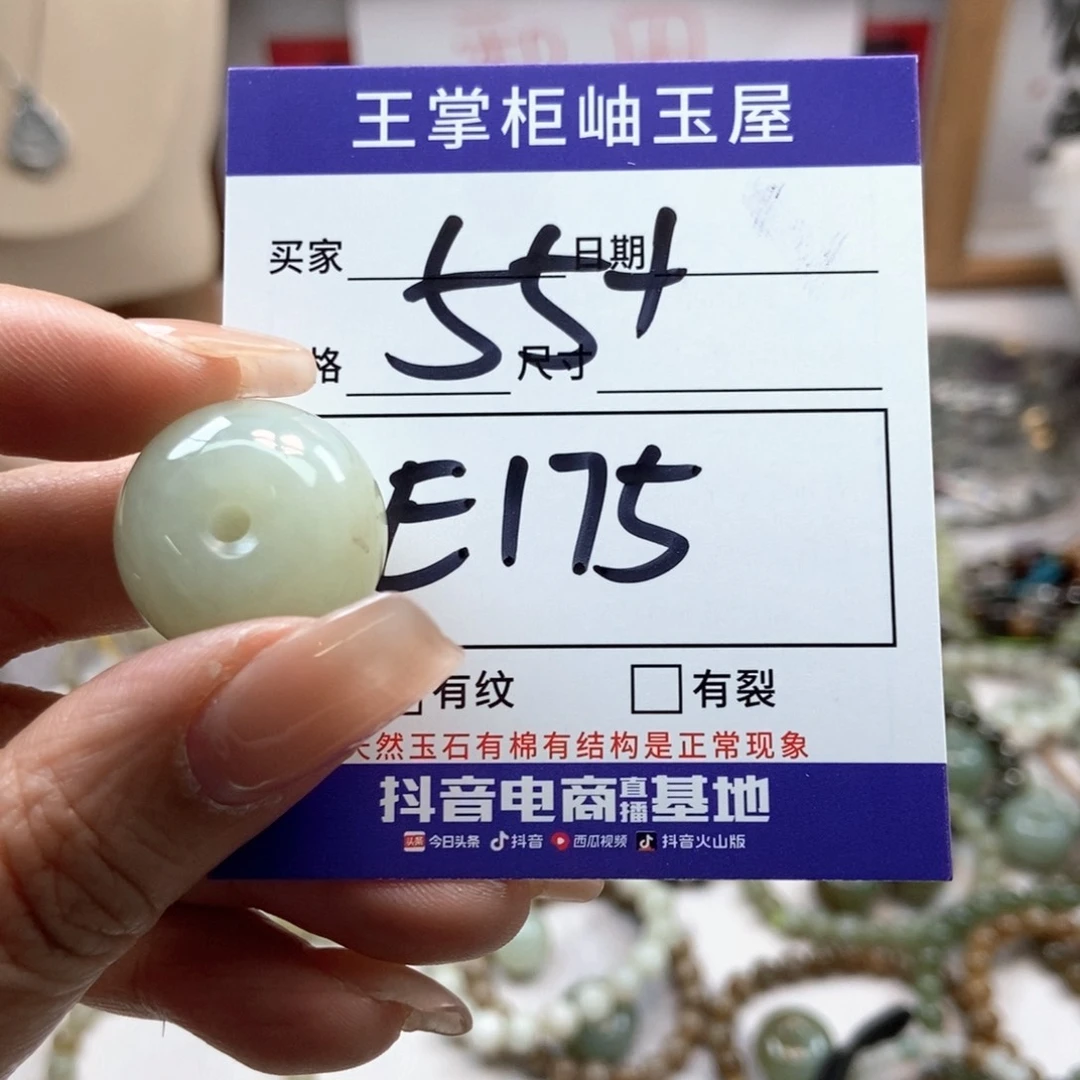 王掌柜岫玉屋
买家 日期
554
格 尺寸
E175
有纹 有裂
天然玉石有棉有结构是正常现象
抖音电商直播基地
头条 今日头条 抖音 西瓜视频 抖音火山版